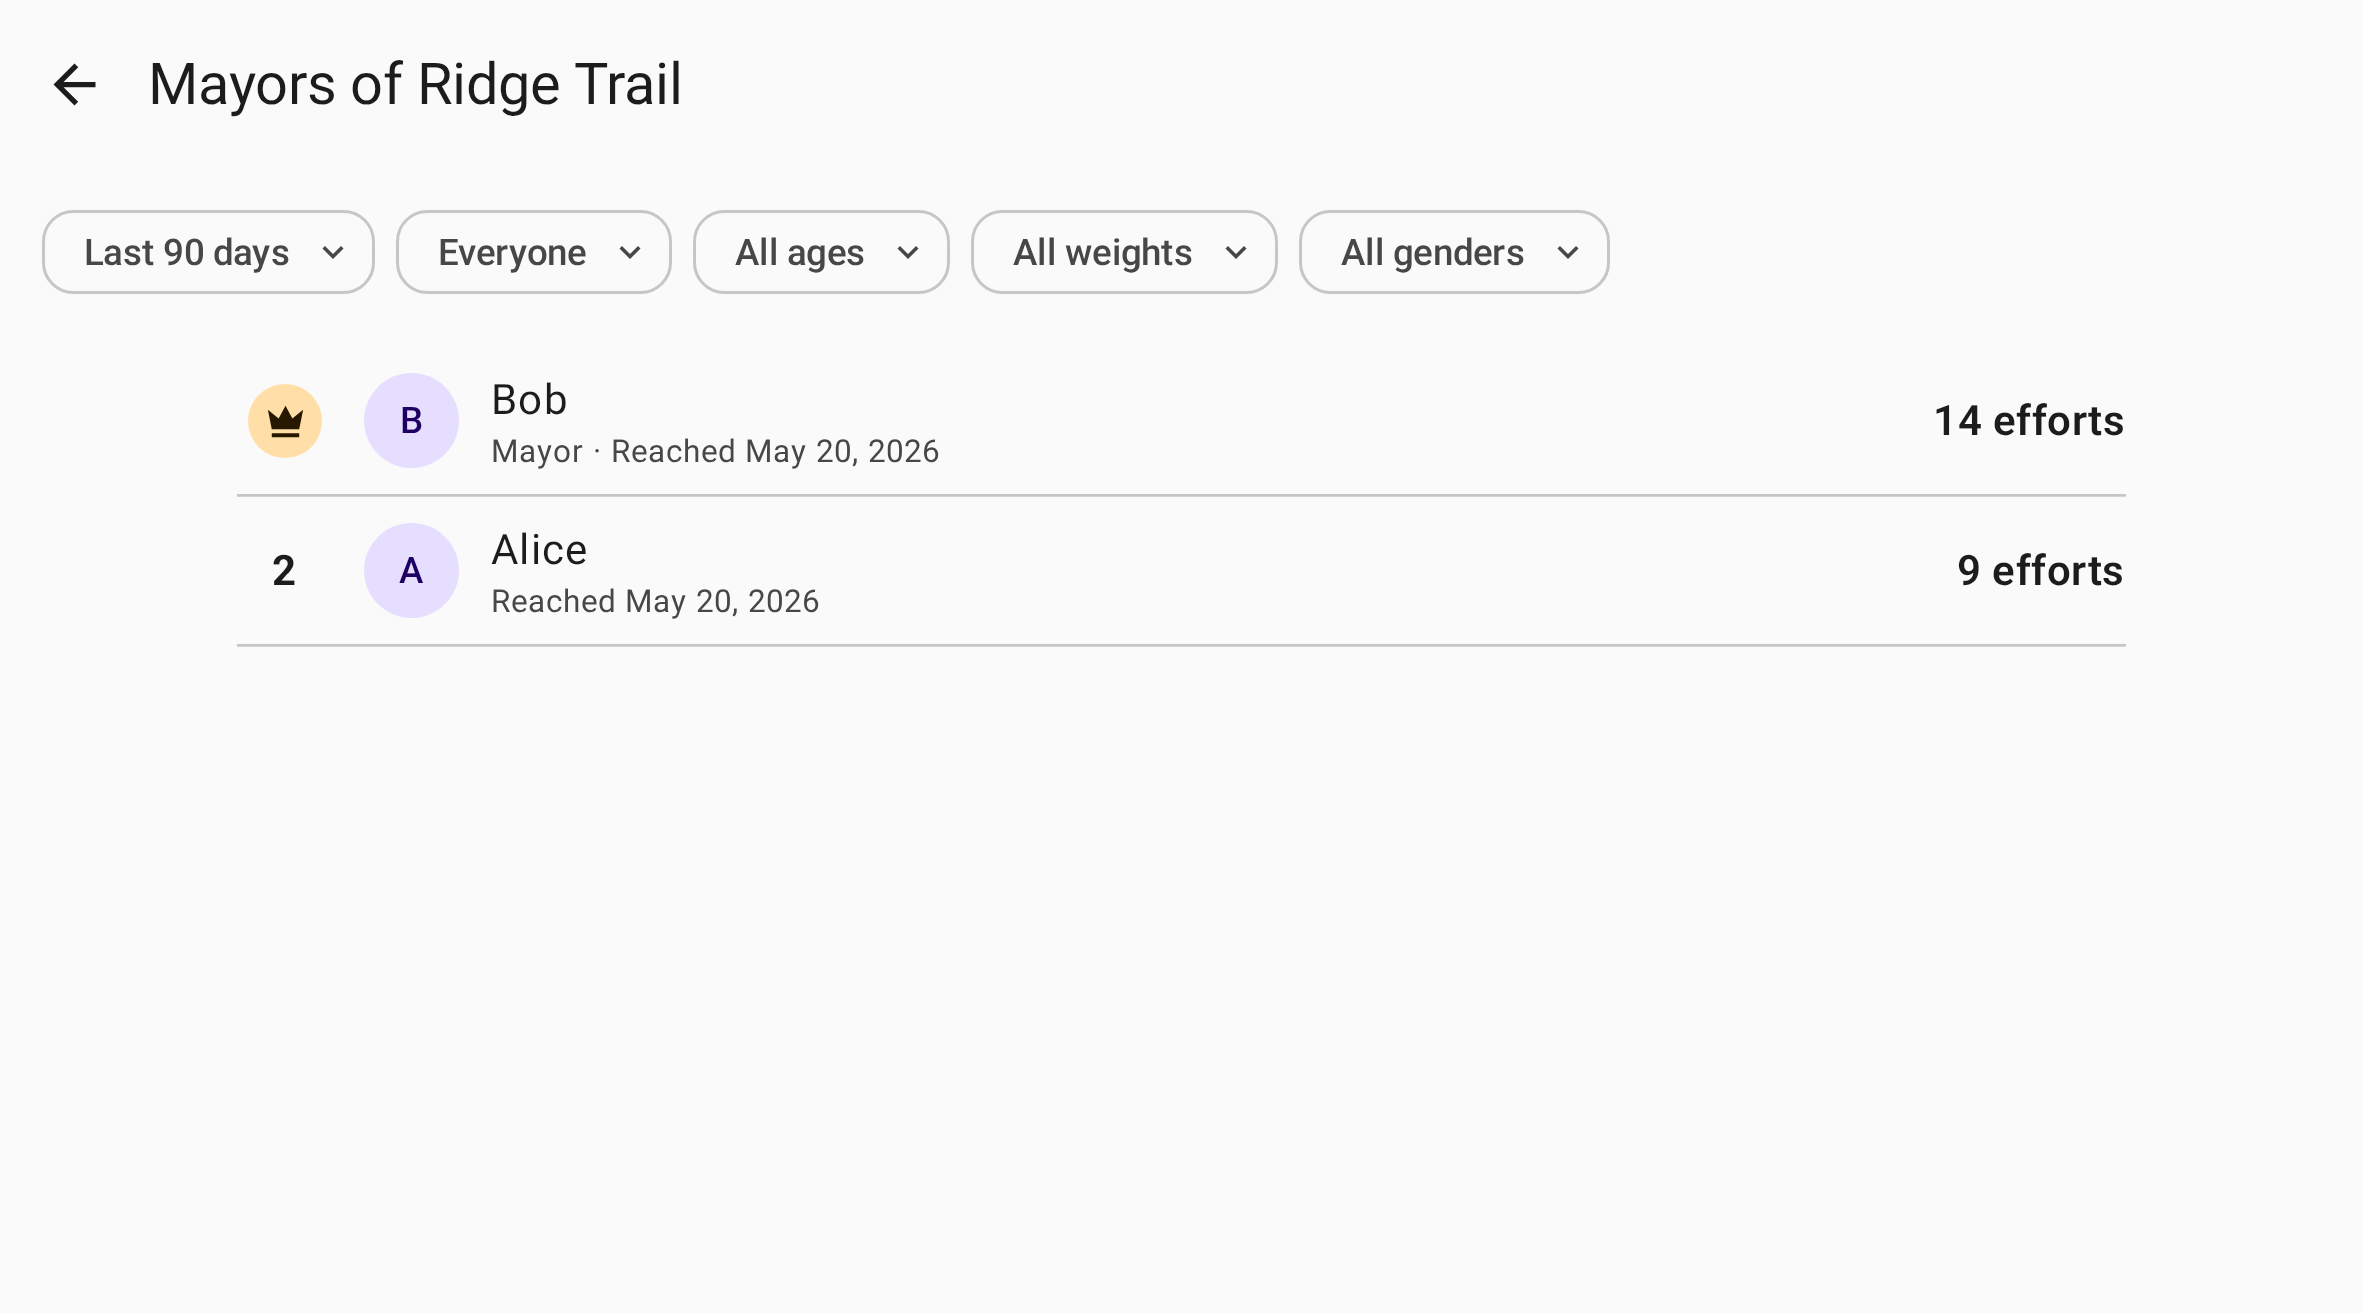 Mayors of Ridge Trail
Last 90 days
Everyone
All ages
All weights
All genders
B
Bob
Mayor · Reached May 20, 2026
14 efforts
2
A
Alice
Reached May 20, 2026
9 efforts